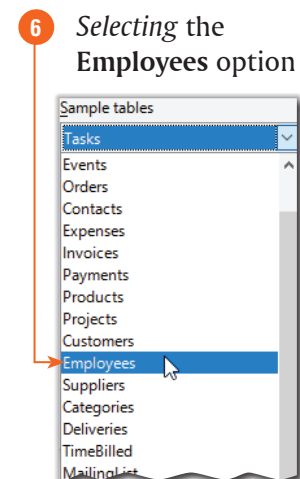 6
Selecting the
Employees option
Sample tables
Tasks
Events
Orders
Contacts
Expenses
Invoices
Payments
Products
Projects
Customers
Employees
Suppliers
Categories
Deliveries
TimeBilled
MailingList